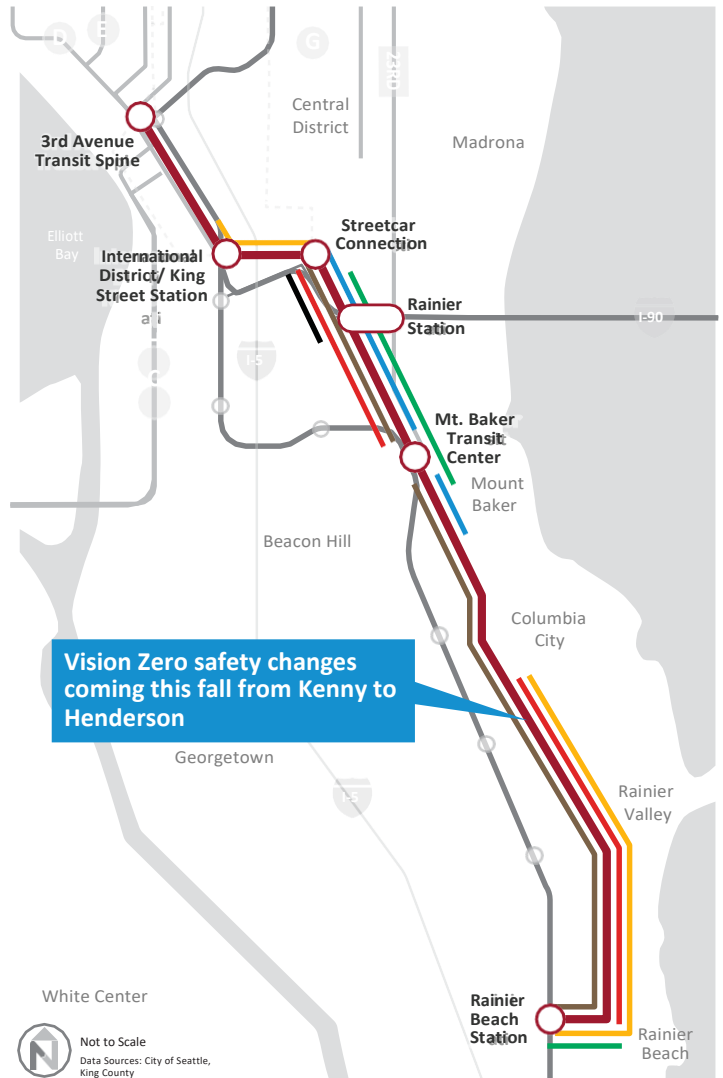 D
E
G
23RD
Central
District
Madrona
3rd Avenue
Transit Spine
Elliott
Bay
International
District/ King
Street Station
Streetcar
Connection
Rainier
Station
I-90
I-5
C
Mt. Baker
Transit
Center
Mount
Baker
Beacon Hill
Columbia
City
Vision Zero safety changes
coming this fall from Kenny to
Henderson
Georgetown
I-5
Rainier
Valley
White Center
Rainier
Beach
Station
Rainier
Beach
N
Not to Scale
Data Sources: City of Seattle,
King County